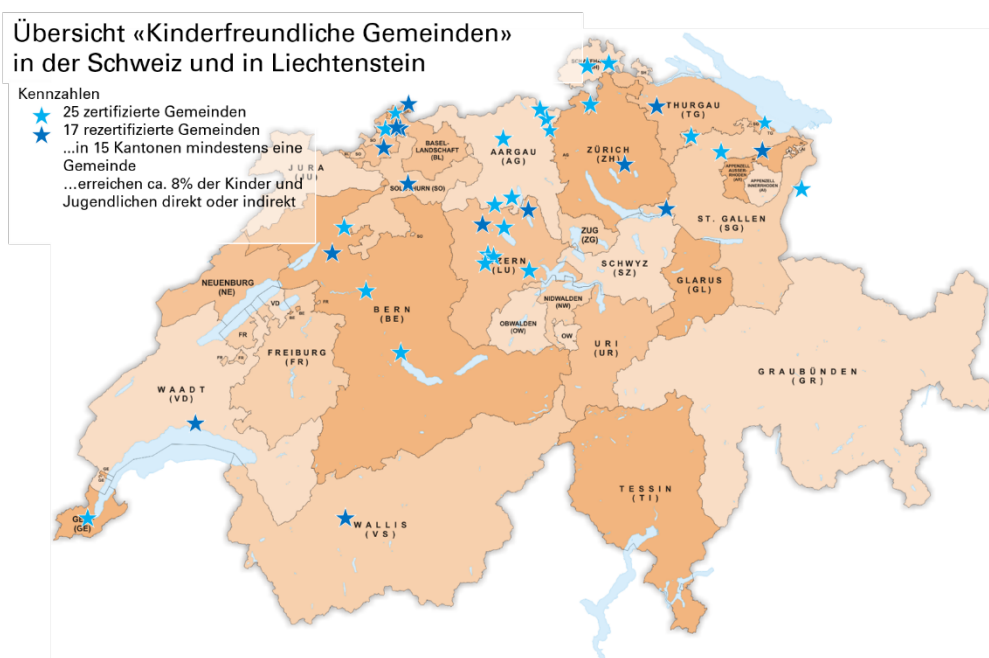 Übersicht «Kinderfreundliche Gemeinden»
in der Schweiz und in Liechtenstein
Kennzahlen
25 zertifizierte Gemeinden
17 rezertifizierte Gemeinden
...in 15 Kantonen mindestens eine
Gemeinde
...erreichen ca. 8% der Kinder und
Jugendlichen direkt oder indirekt
THURGAU
(TG)
BASEL-
LANDSCHAFT
(BL)
AARGAU
(AG)
ZÜRICH
(ZH)
JURA
(JU)
SOLOTHURN (SO)
APPENZELL
AUSSER-
RHODEN
(AR)
APPENZELL
INNERRHODEN
(AI)
ST. GALLEN
(SG)
ZUG
(ZG)
SCHWYZ
(SZ)
(LU)
GLARUS
(GL)
NEUENBURG
(NE)
NIDWALDEN
(NW)
OBWALDEN
(OW)
OW
BERN
(BE)
URI
(UR)
VD
FR
FREIBURG
(FR)
GRAUBÜNDEN
(GR)
WAADT
(VD)
TESSIN
(TI)
(GE)
WALLIS
(VS)